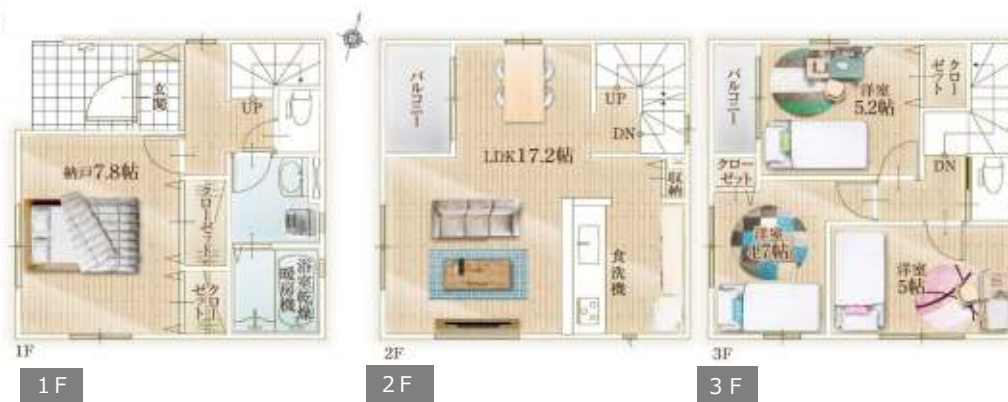 玄関
UP
納戸7.8帖
クローゼット
クローゼット
浴室乾燥
暖房機
1F
1F
バルコニー
UP
DN
LDK17.2帖
収納
食洗機
2F
2F
バルコニー
洋室
5.2帖
クローゼット
クローゼット
DN
洋室
4.7帖
洋室
5帖
3F
3F